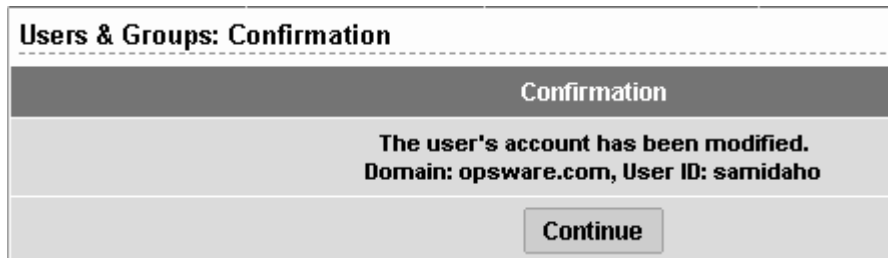 Users & Groups: Confirmation
Confirmation
The user's account has been modified.
Domain: opsware.com, User ID: samidaho
Continue